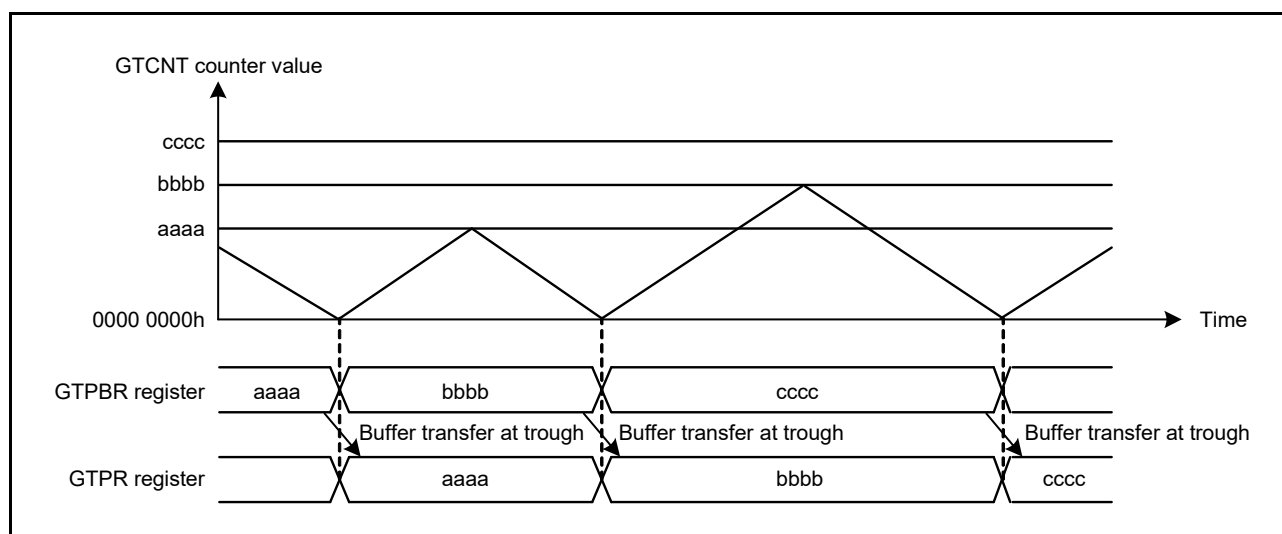 GTCNT counter value
cccc
bbbb
aaaa
0000 0000h
Time
GTPBR register
aaaa
bbbb
cccc
Buffer transfer at trough
Buffer transfer at trough
Buffer transfer at trough
GTPR register
aaaa
bbbb
cccc